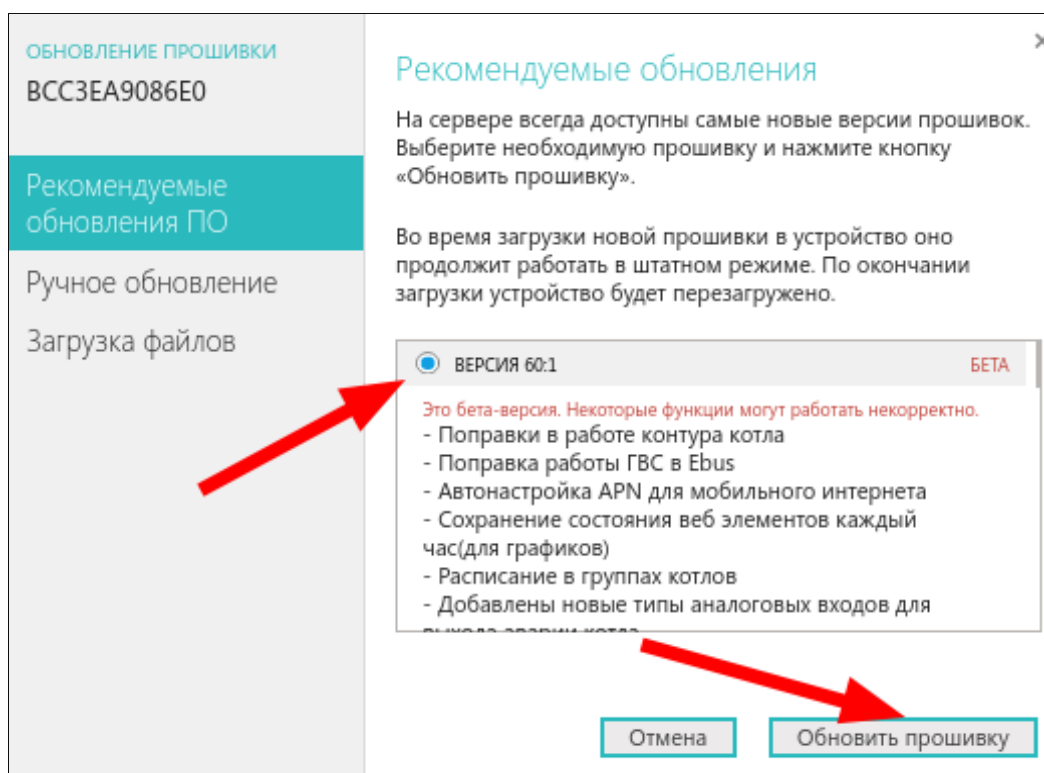 ОБНОВЛЕНИЕ ПРОШИВКИ
BCC3EA9086E0
Рекомендуемые
обновления ПО
Ручное обновление
Загрузка файлов
Рекомендуемые обновления
На сервере всегда доступны самые новые версии прошивок.
Выберите необходимую прошивку и нажмите кнопку
«Обновить прошивку».
Во время загрузки новой прошивки в устройство оно
продолжит работать в штатном режиме. По окончании
загрузки устройство будет перезагружено.
ВЕРСИЯ 60:1 БЕТА
Это бета-версия. Некоторые функции могут работать некорректно.
- Поправки в работе контура котла
- Поправка работы ГВС в Ebus
- Автонастройка APN для мобильного интернета
- Сохранение состояния веб элементов каждый
час(для графиков)
- Расписание в группах котлов
- Добавлены новые типы аналоговых входов для
выхода аварии котла
Отмена
Обновить прошивку